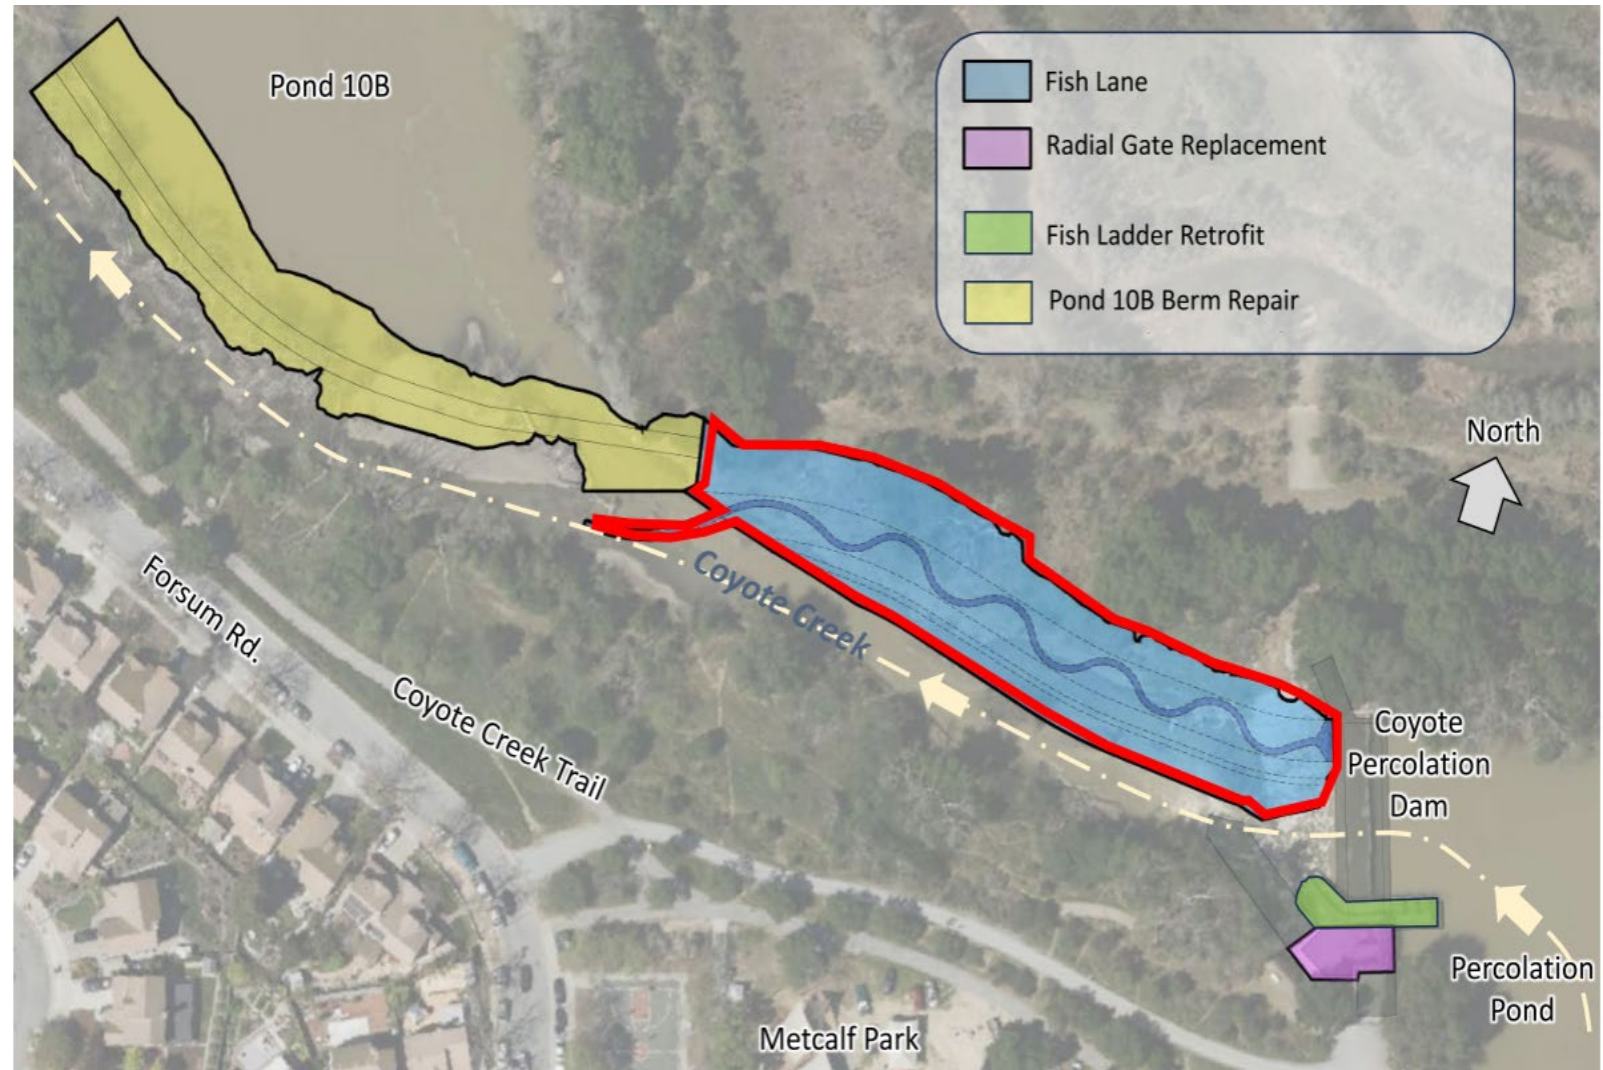 Pond 10B
Fish Lane
Radial Gate Replacement
Fish Ladder Retrofit
Pond 10B Berm Repair
North
Coyote Creek
Forsum Rd.
Coyote Creek Trail
Coyote
Percolation
Dam
Percolation
Pond
Metcalf Park